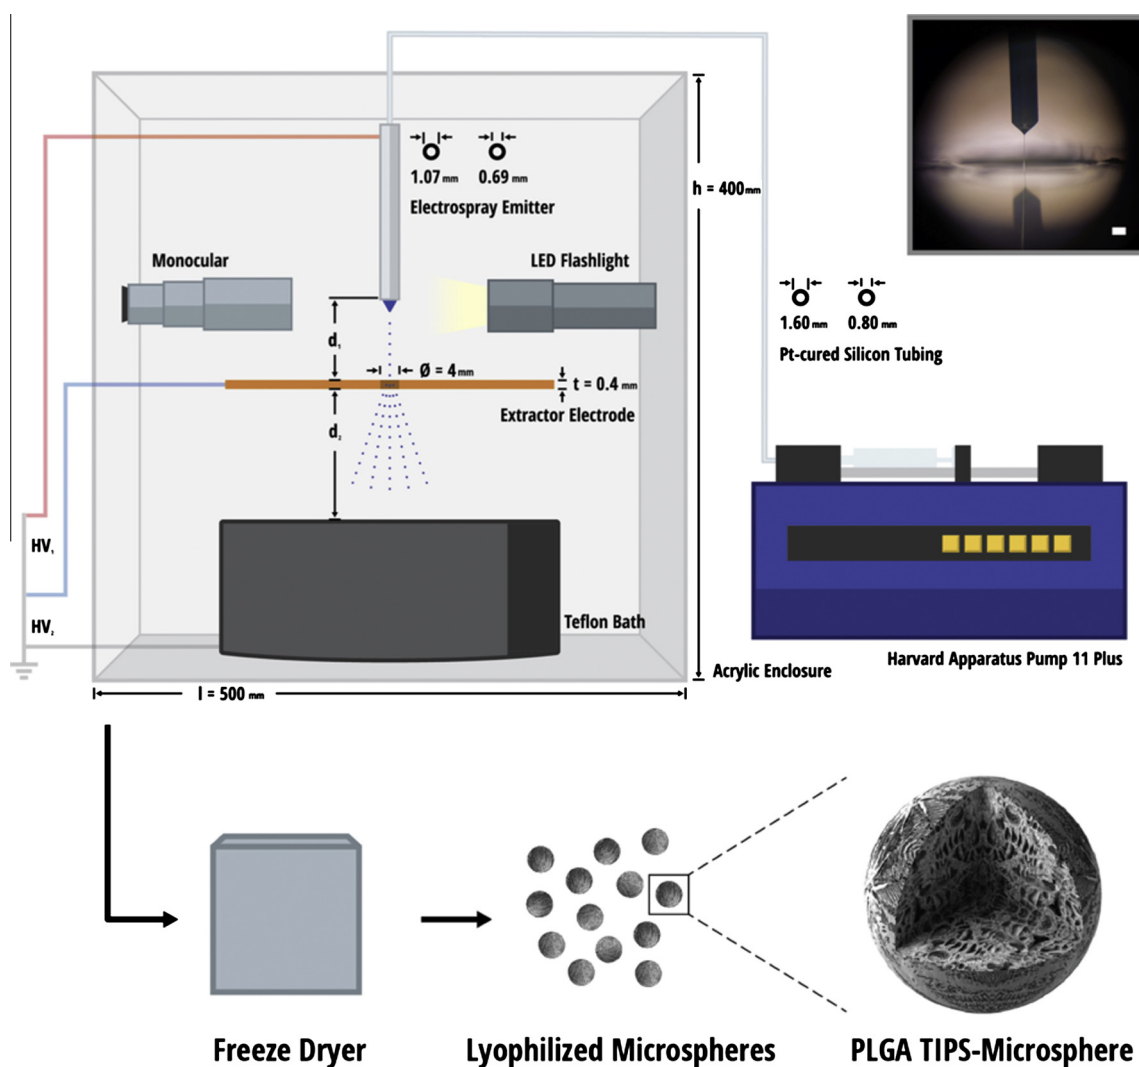 1.07 mm
0.69 mm
Electrospray Emitter
h = 400 mm
Monocular
LED Flashlight
1.60 mm
0.80 mm
Pt-cured Silicon Tubing
d₁
Ø = 4 mm
t = 0.4 mm
Extractor Electrode
d₂
HV₁
HV₂
Teflon Bath
Harvard Apparatus Pump 11 Plus
Acrylic Enclosure
l = 500 mm
Freeze Dryer
Lyophilized Microspheres
PLGA TIPS-Microsphere